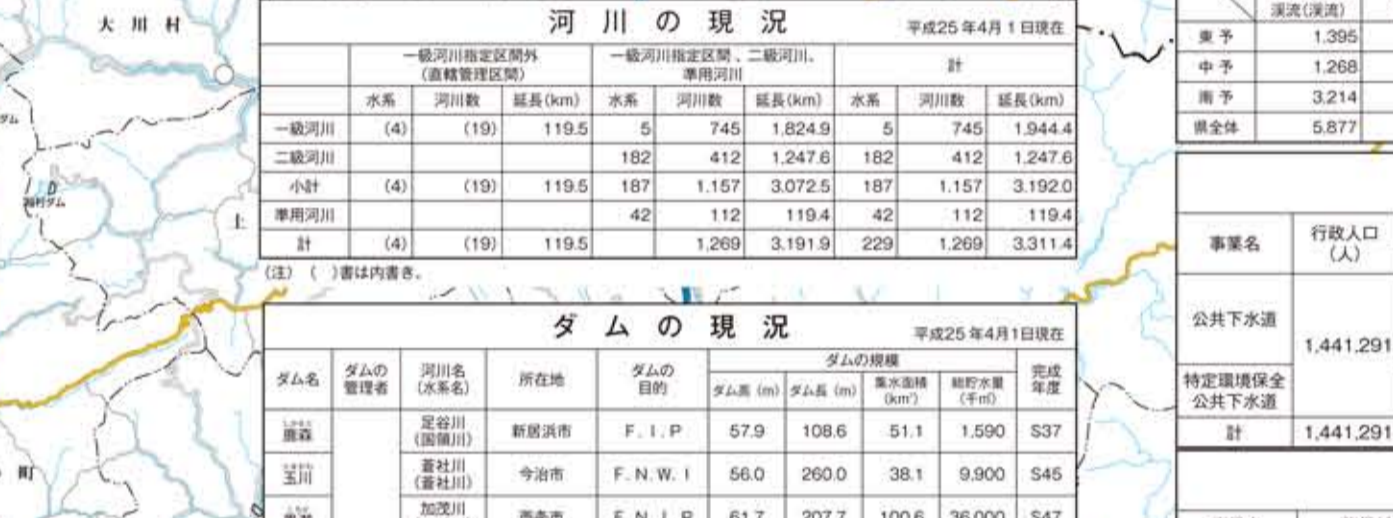 大川村
河川の現況 平成25年4月1日現在
一級河川指定区間外(直轄管理区間) 一級河川指定区間、二級河川、準用河川 計
水系 河川数 延長(km) 水系 河川数 延長(km) 水系 河川数 延長(km)
一級河川 (4) (19) 119.5 5 745 1,824.9 5 745 1,944.4
二級河川 182 412 1,247.6 182 412 1,247.6
小計 (4) (19) 119.5 187 1.157 3.072.5 187 1.157 3.192.0
準用河川 42 112 119.4 42 112 119.4
計 (4) (19) 119.5 1,269 3.191.9 229 1.269 3.311.4
(注) ( )書は内書き。
ダムの現況 平成25年4月1日現在
ダム名 ダムの管理者 河川名(水系名) 所在地 ダムの目的 ダムの規模 完成年度
ダム高(m) ダム長(m) 集水面積(km²) 総貯水量(千㎥)
鹿森 足谷川(国領川) 新居浜市 F.I.P 57.9 108.6 51.1 1,590 S37
玉川 蒼社川(蒼社川) 今治市 F.N.W.I 56.0 260.0 38.1 9,900 S45
加茂川 西条市 F.N.I.P 61.7 207.7 100.6 36,000 S47
土
町
D
ダム
渓流(渓流)
東予 1.395
中予 1.268
南予 3.214
県全体 5.877
事業名 行政人口(人)
公共下水道 1,441,291
特定環境保全公共下水道
計 1,441,291